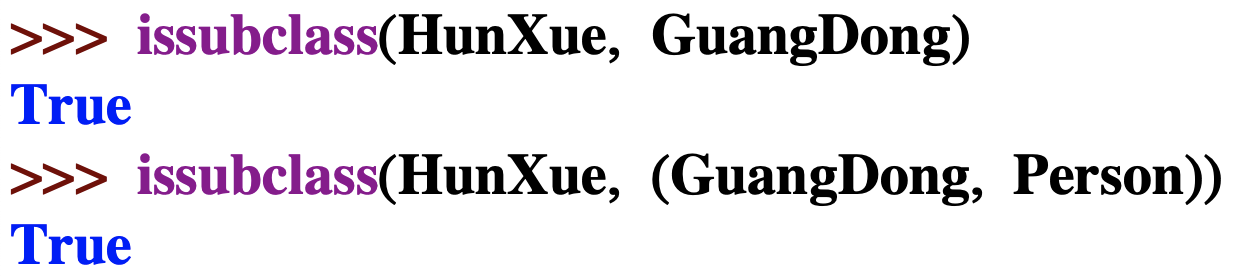 >>> issubclass(HunXue, GuangDong)
True
>>> issubclass(HunXue, (GuangDong, Person))
True